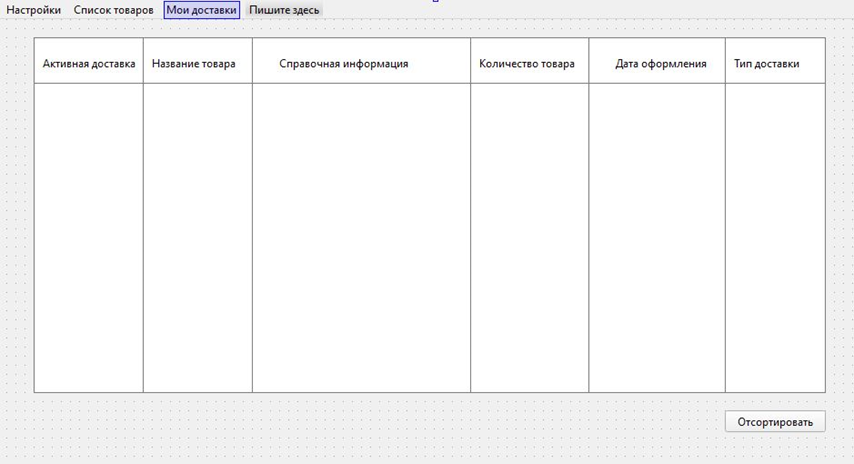 Настройки Список товаров Мои доставки Пишите здесь
Активная доставка Название товара Справочная информация Количество товара Дата оформления Тип доставки
Отсортировать